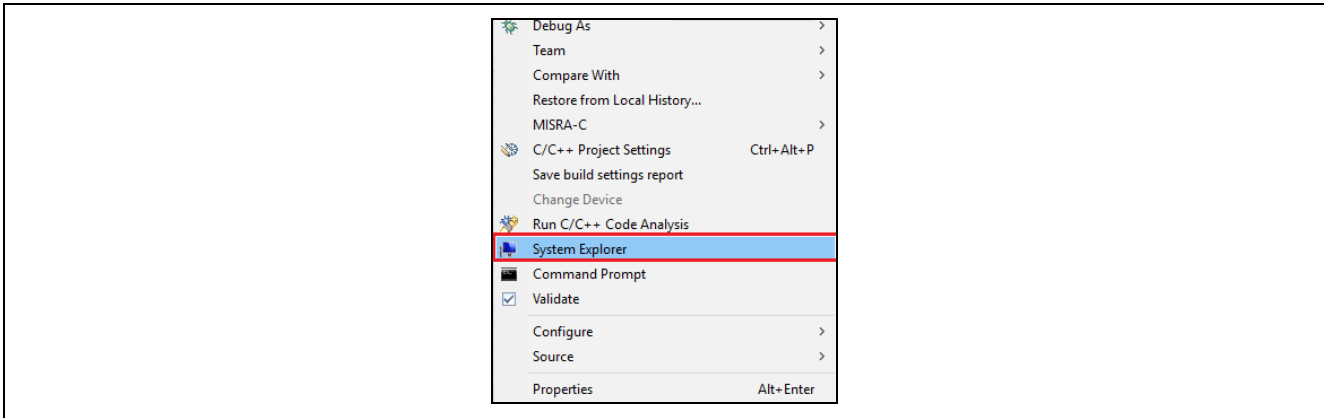 Debug As >
Team >
Compare With >
Restore from Local History...
MISRA-C >
C/C++ Project Settings Ctrl+Alt+P
Save build settings report
Change Device
Run C/C++ Code Analysis
System Explorer
Command Prompt
Validate
Configure >
Source >
Properties Alt+Enter